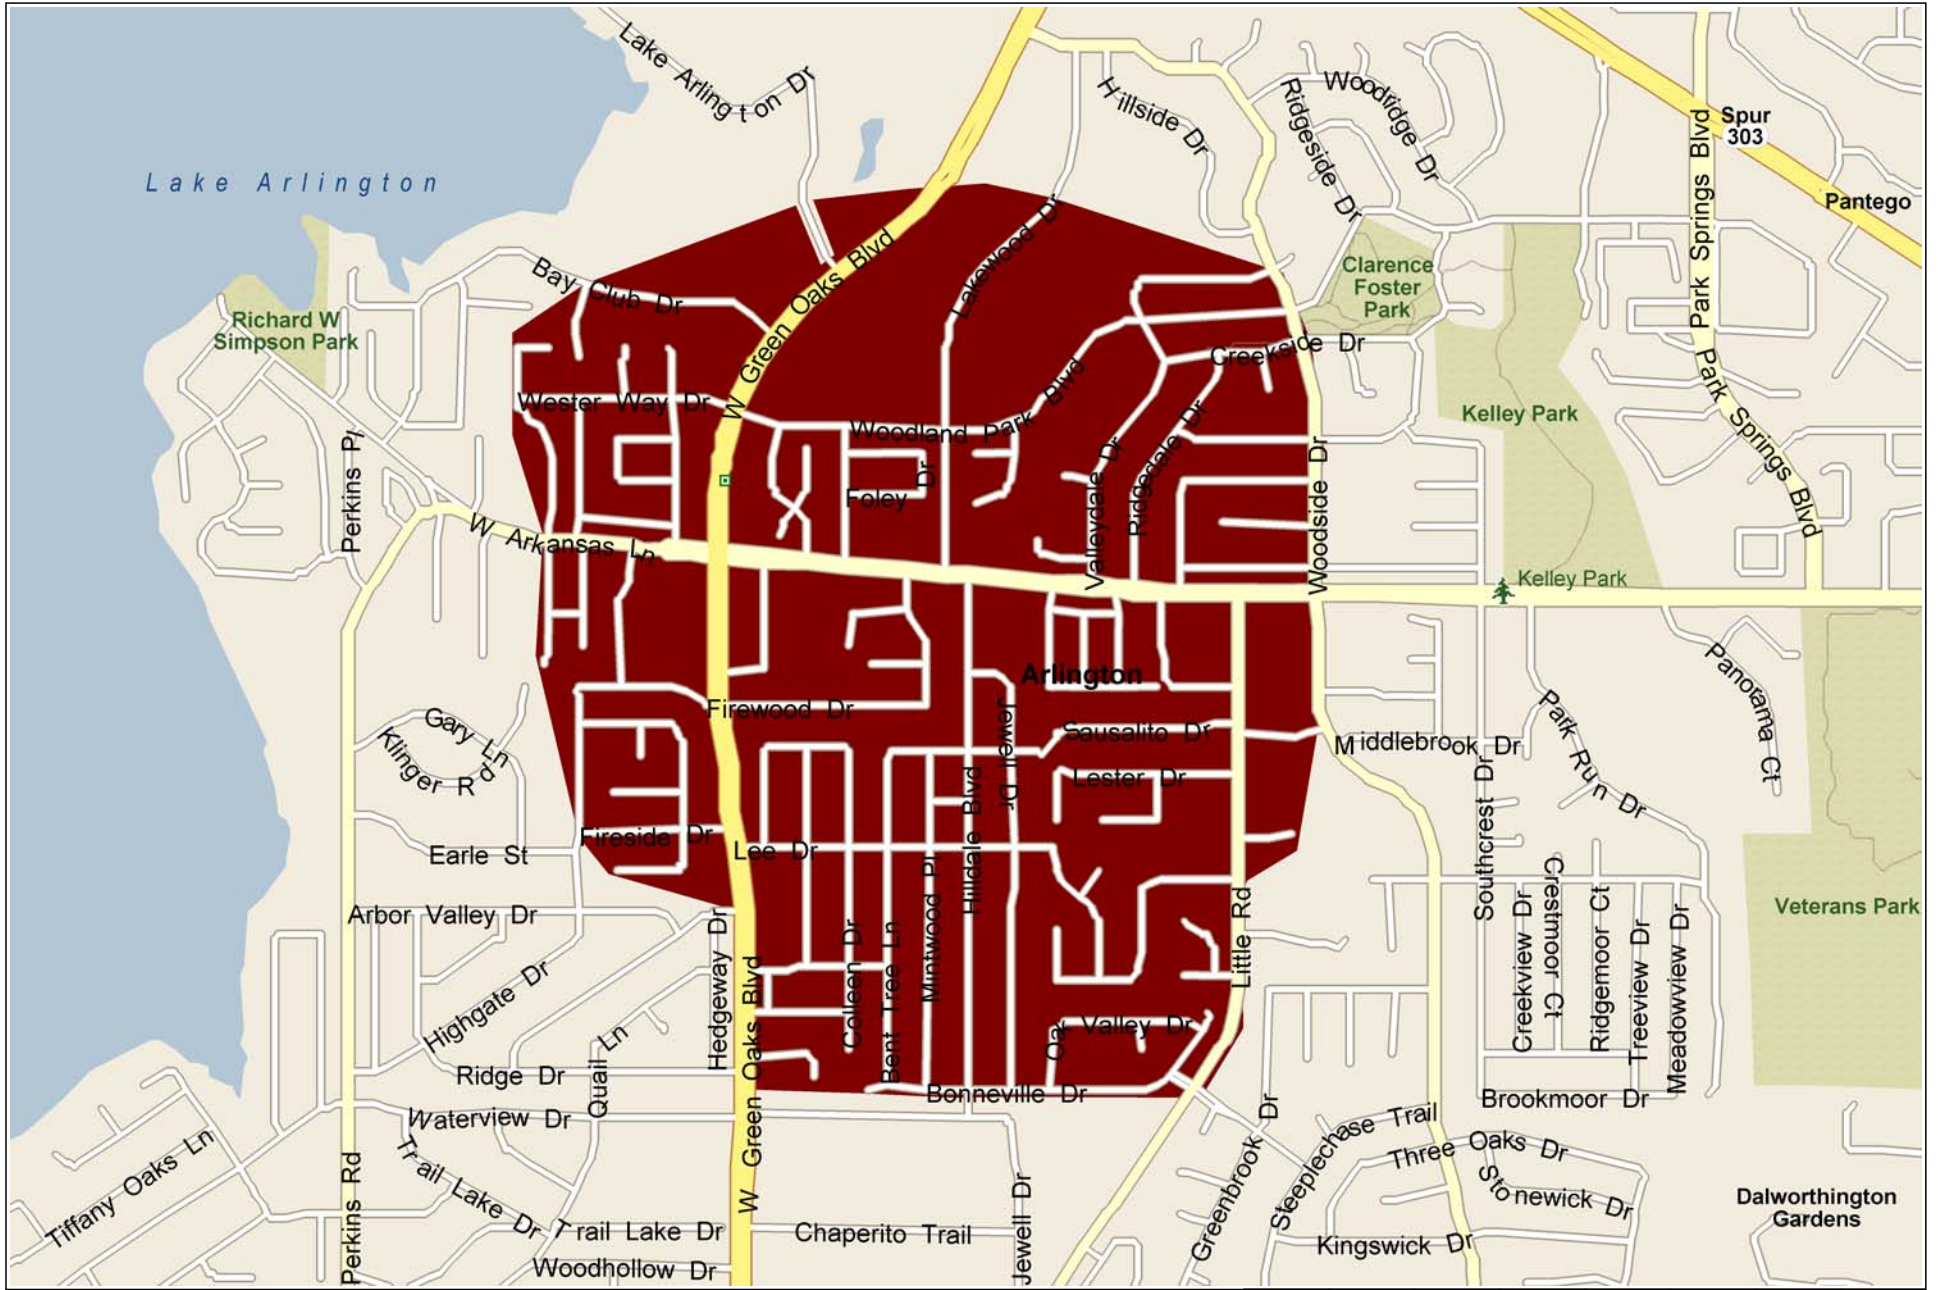 Lake Arlington Dr
Hillside Dr
Woodridge Dr
Ridgeside Dr
Park Springs Blvd
Spur
303
Pantego
Lake Arlington
Richard W
Simpson Park
Bay Club Dr
W Green Oaks Blvd
Lakewood Dr
Clarence
Foster
Park
Creekside Dr
Park Springs Blvd
Wester Way Dr
Woodland Park Blvd
Kelley Park
Perkins Pl
Foley Dr
Valleydale Dr
Ridgedale Dr
Woodside Dr
W Arkansas Ln
Kelley Park
Arlington
Panorama Ct
Gary Ln
Klinger Rd
Firewood Dr
Jewell Dr
Sausalito Dr
Middlebrook Dr
Park Run Dr
Lester Dr
Fireside Dr
Lee Dr
Earle St
Hilldale Blvd
Southcrest Dr
Arbor Valley Dr
Highgate Dr
Hedgeway Dr
W Green Oaks Blvd
Colleen Dr
Bent Tree Ln
Mintwood Pl
Little Rd
Creekview Dr
Crestmoor Ct
Ridgemoor Ct
Treeview Dr
Meadowview Dr
Veterans Park
Oak Valley Dr
Ridge Dr
Quail Ln
Bonneville Dr
Brookmoor Dr
Waterview Dr
Tiffany Oaks Ln
Trail Lake Dr
Perkins Rd
Trail Lake Dr
Chaperito Trail
Jewell Dr
Greenbrook Dr
Steeplechase Trail
Three Oaks Dr
Stonewick Dr
Kingswick Dr
Dalworthington
Gardens
Woodhollow Dr